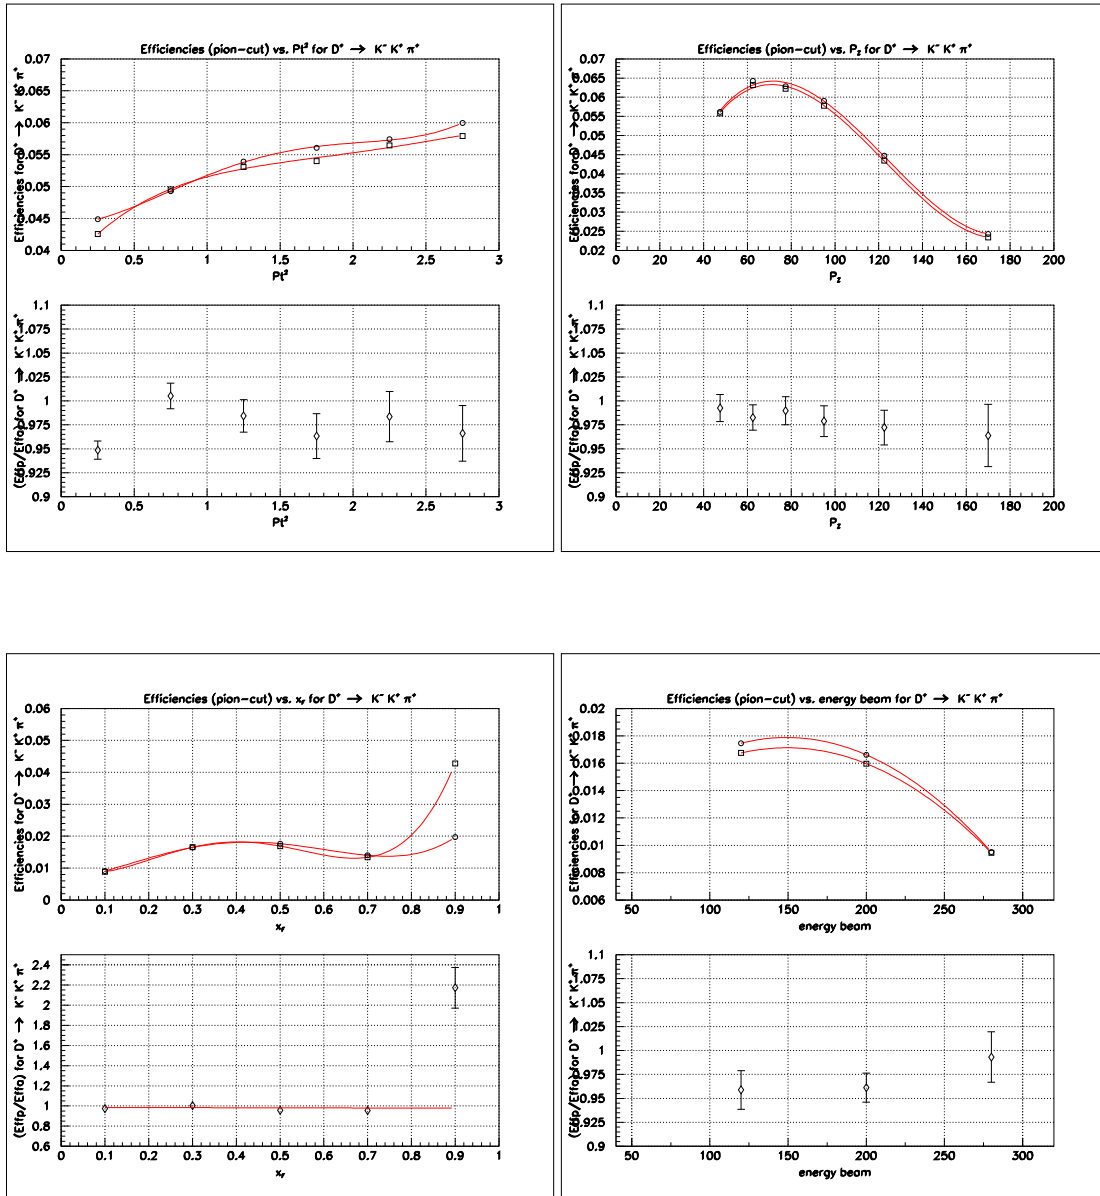 Efficiencies (pion-cut) vs. Pt² for D⁺ → K⁻ K⁺ π⁺
Efficiencies for D⁺ → K⁻ K⁺ π⁺
0.07
0.06
0.05
0.06
0.055
0.05
0.045
0.04
0 0.5 1 1.5 2 2.5 3
Pt²
(Effp/Effa) for D⁺ → K⁻ K⁺ π⁺
1.1
1.075
1.05
1.025
1
0.975
0.95
0.925
0.9
0 0.5 1 1.5 2 2.5 3
Pt²
Efficiencies (pion-cut) vs. P_z for D⁺ → K⁻ K⁺ π⁺
Efficiencies for D⁺ → K⁻ K⁺ π⁺
0.07
0.065
0.06
0.055
0.05
0.045
0.04
0.035
0.03
0.025
0.02
0 20 40 60 80 100 120 140 160 180 200
P_z
(Effp/Effa) for D⁺ → K⁻ K⁺ π⁺
1.1
1.075
1.05
1.025
1
0.975
0.95
0.925
0.9
0 20 40 60 80 100 120 140 160 180 200
P_z
Efficiencies (pion-cut) vs. x_F for D⁺ → K⁻ K⁺ π⁺
Efficiencies for D⁺ → K⁻ K⁺ π⁺
0.06
0.05
0.04
0.03
0.02
0.01
0
0 0.1 0.2 0.3 0.4 0.5 0.6 0.7 0.8 0.9 1
x_F
(Effp/Effa) for D⁺ → K⁻ K⁺ π⁺
2.4
2.2
2
1.8
1.6
1.4
1.2
1
0.8
0.6
0 0.1 0.2 0.3 0.4 0.5 0.6 0.7 0.8 0.9 1
x_F
Efficiencies (pion-cut) vs. energy beam for D⁺ → K⁻ K⁺ π⁺
Efficiencies for D⁺ → K⁻ K⁺ π⁺
0.02
0.018
0.016
0.014
0.012
0.01
0.008
0.006
50 100 150 200 250 300
energy beam
(Effp/Effa) for D⁺ → K⁻ K⁺ π⁺
1.1
1.075
1.05
1.025
1
0.975
0.95
0.925
0.9
50 100 150 200 250 300
energy beam